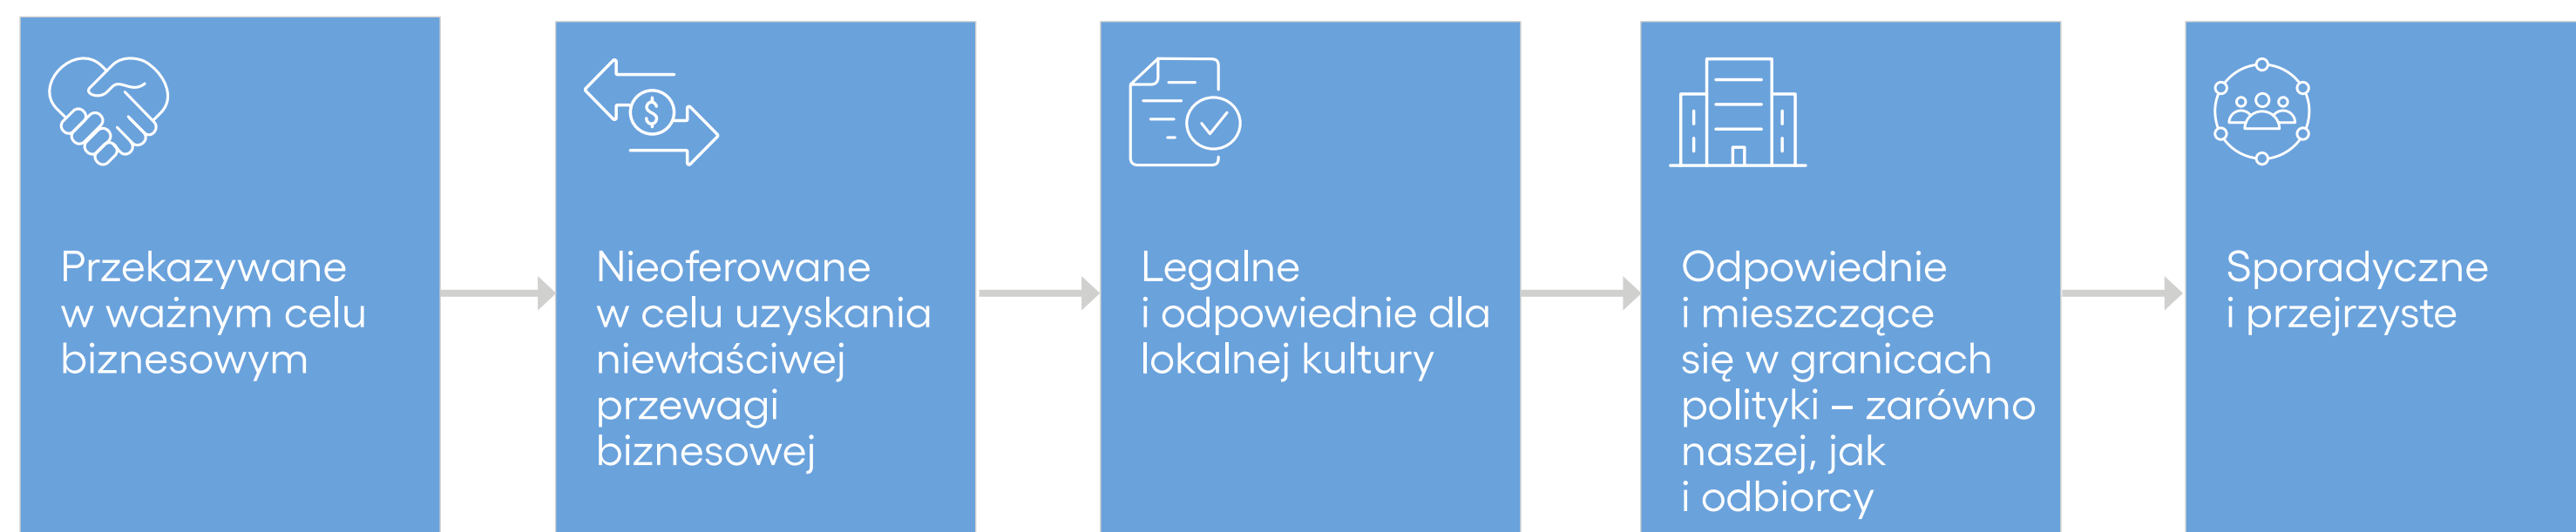 Przekazywane
w ważnym celu
biznesowym
Nieoferowane
w celu uzyskania
niewłaściwej
przewagi
biznesowej
Legalne
i odpowiednie dla
lokalnej kultury
Odpowiednie
i mieszczące
się w granicach
polityki – zarówno
naszej, jak
i odbiorcy
Sporadyczne
i przejrzyste